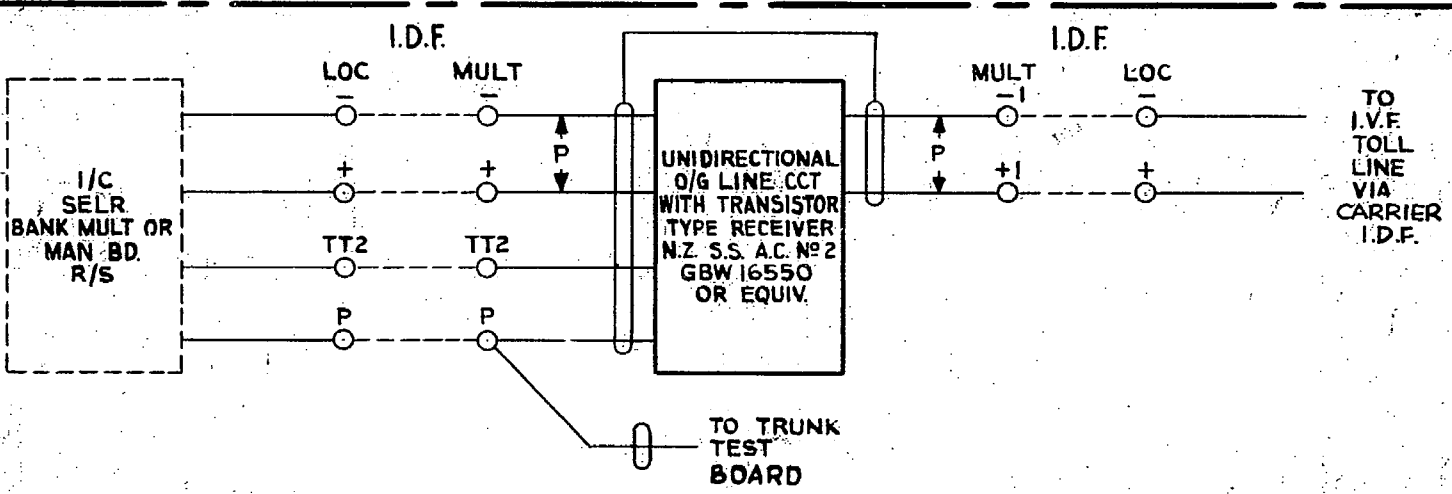 I.D.F.
LOC MULT
- -
+ +
TT2 TT2
P P
I/C
SELR.
BANK MULT OR
MAN BD.
R/S
P
UNIDIRECTIONAL
O/G LINE CCT
WITH TRANSISTOR
TYPE RECEIVER
N.Z. S.S. A.C. Nº 2
GBW 16550
OR EQUIV.
P
I.D.F.
MULT LOC
-1 -
+1 +
TO
I.V.F.
TOLL
LINE
VIA
CARRIER
I.D.F.
TO TRUNK
TEST
BOARD